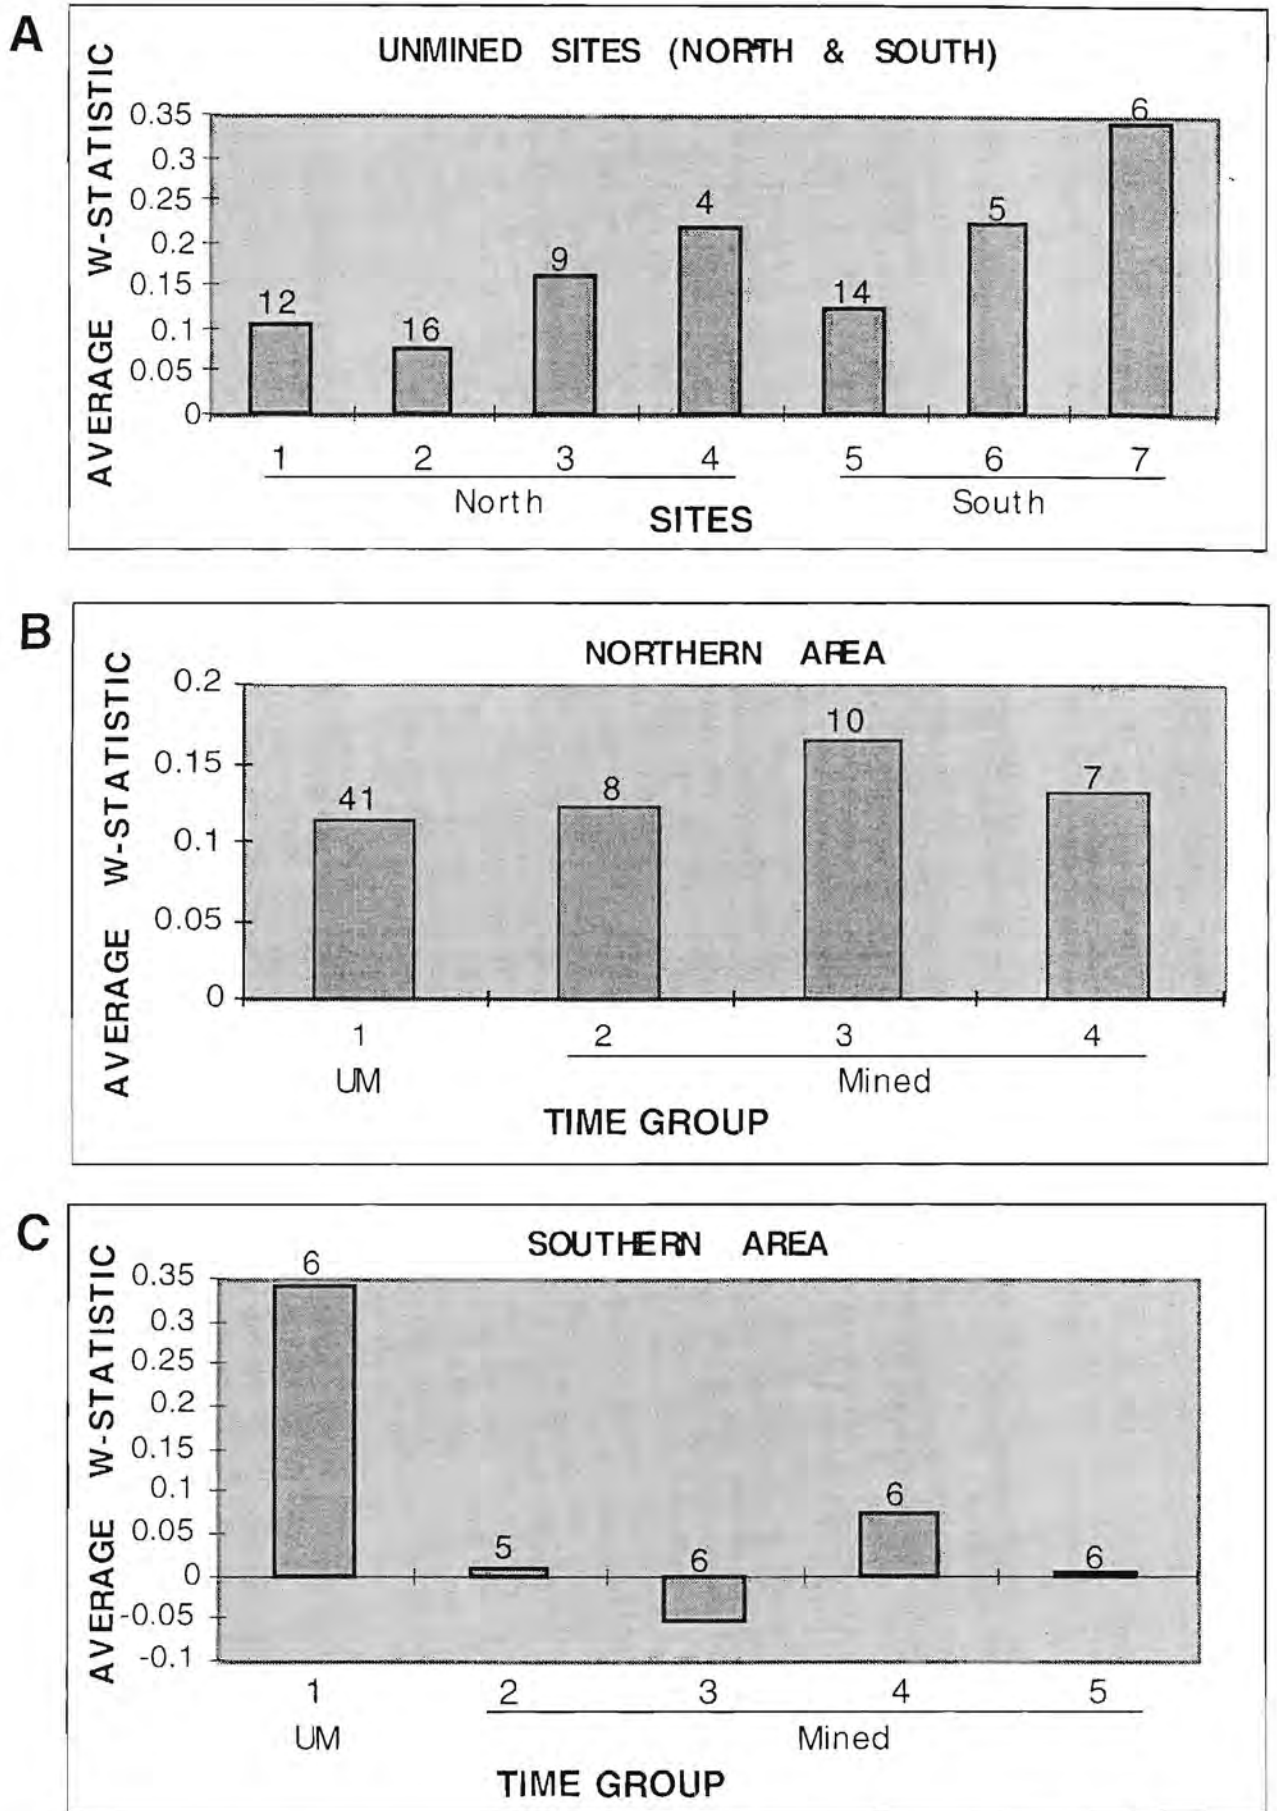 A
UNMINED SITES (NORTH & SOUTH)
AVERAGE W-STATISTIC
0.35
0.3
0.25
0.2
0.15
0.1
0.05
0
12
16
9
4
14
5
6
1 2 3 4 5 6 7
North South
SITES
B
NORTHERN AREA
AVERAGE W-STATISTIC
0.2
0.15
0.1
0.05
0
41
8
10
7
1 2 3 4
UM Mined
TIME GROUP
C
SOUTHERN AREA
AVERAGE W-STATISTIC
0.35
0.3
0.25
0.2
0.15
0.1
0.05
0
-0.05
-0.1
6
5
6
6
6
1 2 3 4 5
UM Mined
TIME GROUP